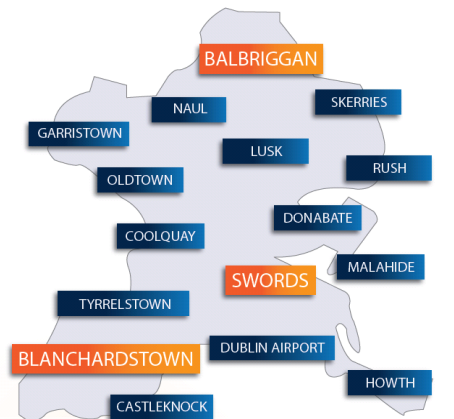 BALBRIGGAN
SKERRIES
NAUL
GARRISTOWN
LUSK
RUSH
OLDTOWN
DONABATE
COOLQUAY
MALAHIDE
SWORDS
TYRRELSTOWN
DUBLIN AIRPORT
BLANCHARDSTOWN
HOWTH
CASTLEKNOCK